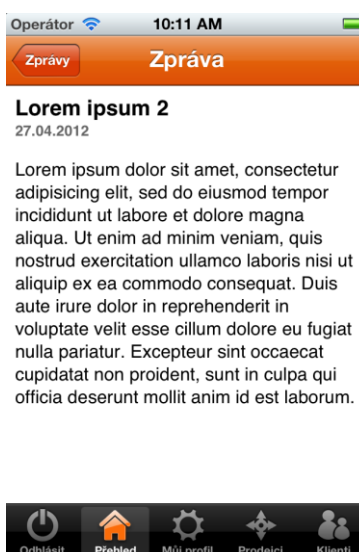 Operátor 10:11 AM
Zprávy Zpráva
Lorem ipsum 2
27.04.2012
Lorem ipsum dolor sit amet, consectetur
adipisicing elit, sed do eiusmod tempor
incididunt ut labore et dolore magna
aliqua. Ut enim ad minim veniam, quis
nostrud exercitation ullamco laboris nisi ut
aliquip ex ea commodo consequat. Duis
aute irure dolor in reprehenderit in
voluptate velit esse cillum dolore eu fugiat
nulla pariatur. Excepteur sint occaecat
cupidatat non proident, sunt in culpa qui
officia deserunt mollit anim id est laborum.
Odhlásit Přehled Můj profil Prodejci Klienti